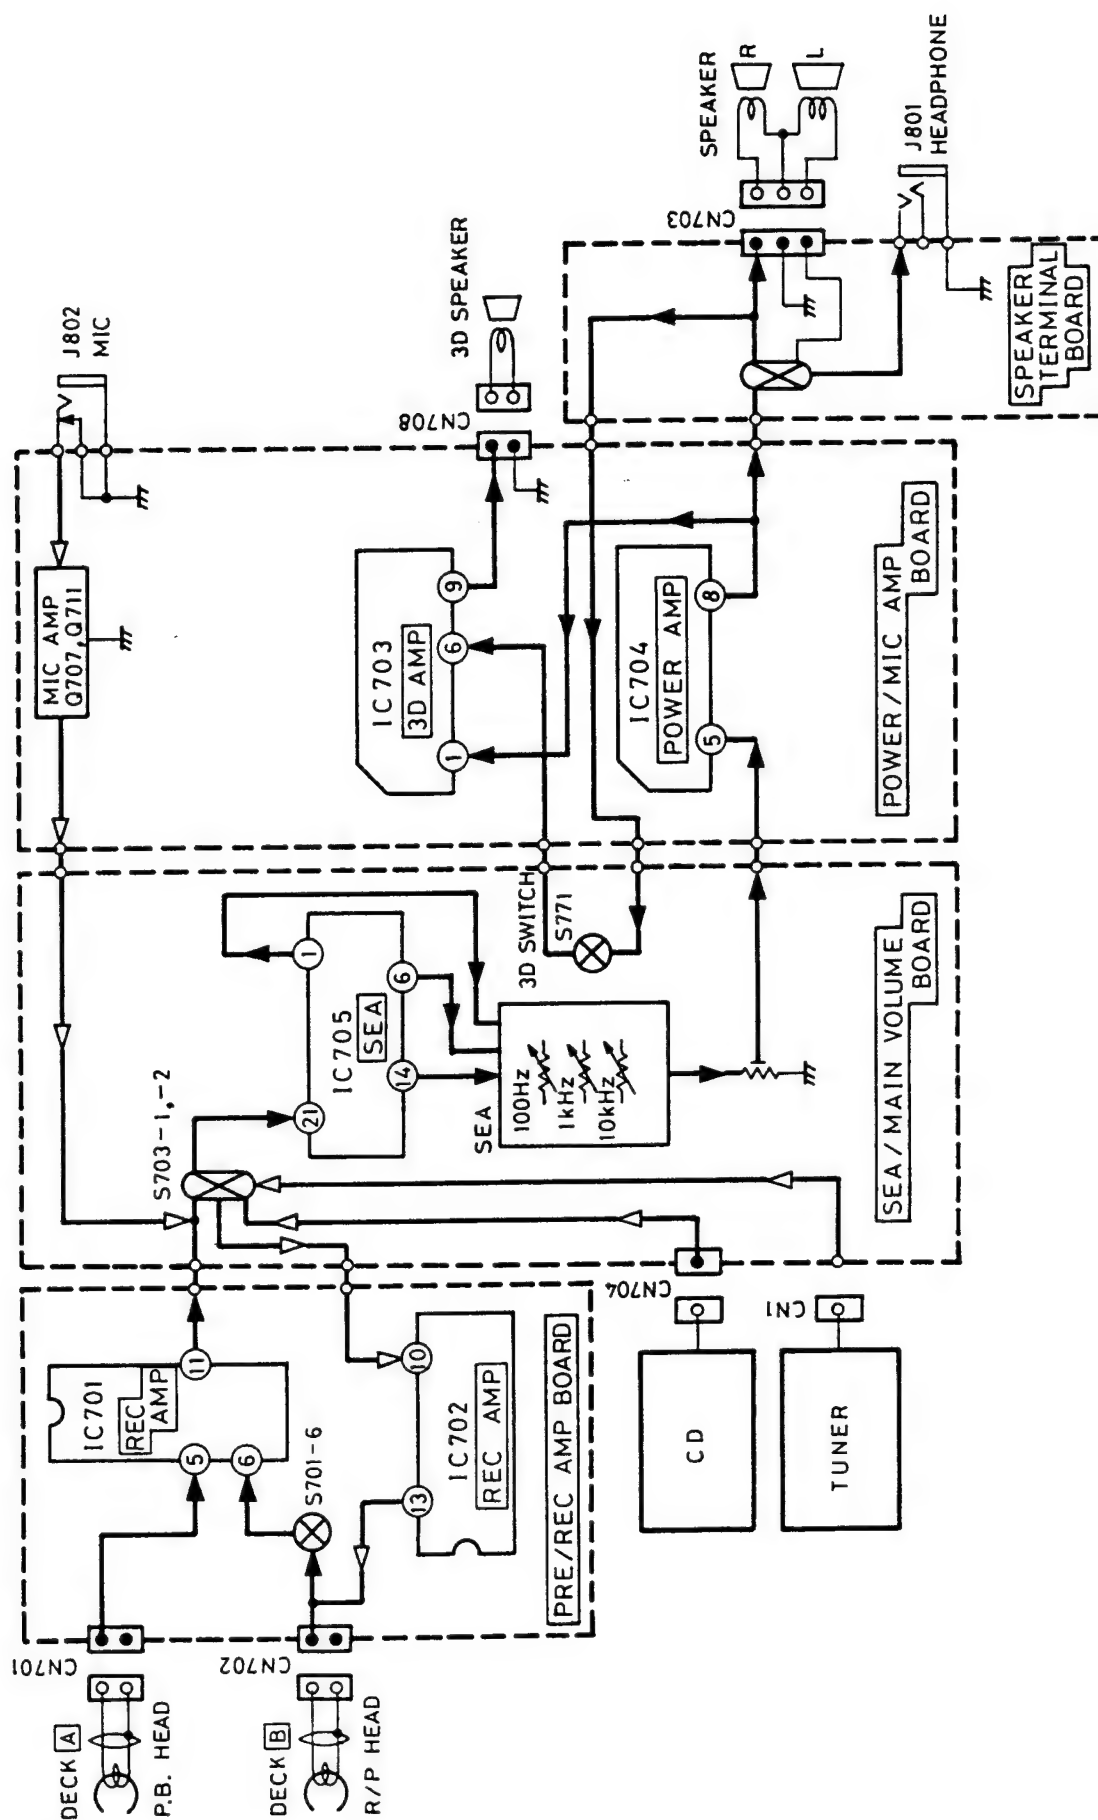 DECK A
P.B. HEAD
CN701
DECK B
R/P HEAD
CN702
IC701
REC
AMP
5
6
11
S701-6
IC702
REC AMP
13
10
PRE/REC AMP BOARD
CD
CN704
TUNER
CN1
S703-1,-2
IC705
SEA
21
1
14
6
SEA
100Hz
1kHz
10kHz
3D SWITCH
S771
SEA/MAIN VOLUME
BOARD
MIC AMP
Q707,Q711
J802
MIC
IC703
3D AMP
1
6
9
CN708
3D SPEAKER
IC704
POWER AMP
5
8
POWER/MIC AMP
BOARD
CN703
SPEAKER
R
L
J801
HEADPHONE
SPEAKER
TERMINAL
BOARD